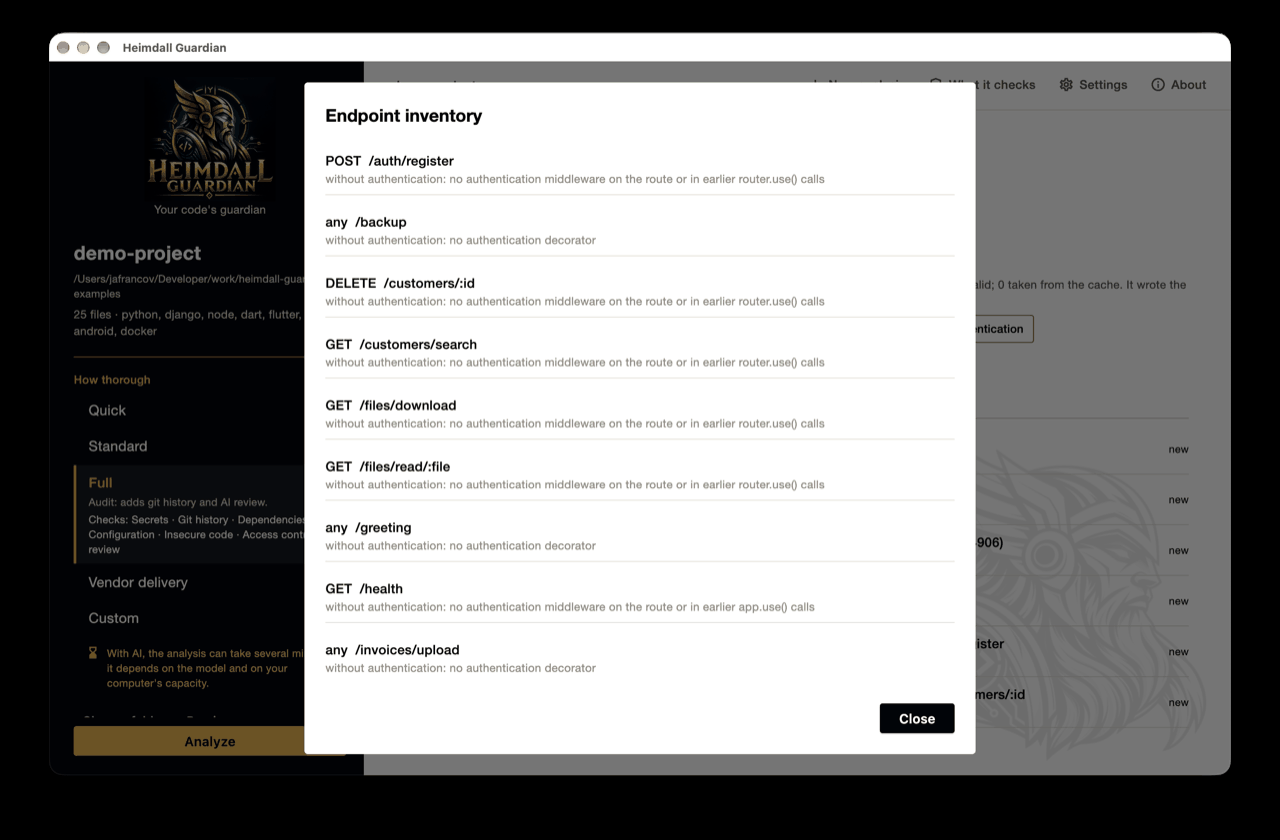 Heimdall Guardian
HEIMDALL
GUARDIAN
Your code's guardian
demo-project
/Users/jafrancov/Developer/work/heimdall-
examples
25 files · python, django, node, dart, flutter,
android, docker
How thorough
Quick
Standard
Full
Audit: adds git history and AI review.
Checks: Secrets · Git history · Dependencies
Configuration · Insecure code · Access
review
Vendor delivery
Custom
With AI, the analysis can take several
it depends on the model and on your
computer's capacity.
Analyze
it checks
Settings
About
Endpoint inventory
POST /auth/register
without authentication: no authentication middleware on the route or in earlier router.use() calls
any /backup
without authentication: no authentication decorator
DELETE /customers/:id
without authentication: no authentication middleware on the route or in earlier router.use() calls
GET /customers/search
without authentication: no authentication middleware on the route or in earlier router.use() calls
GET /files/download
without authentication: no authentication middleware on the route or in earlier router.use() calls
GET /files/read/:file
without authentication: no authentication middleware on the route or in earlier router.use() calls
any /greeting
without authentication: no authentication decorator
GET /health
without authentication: no authentication middleware on the route or in earlier app.use() calls
any /invoices/upload
without authentication: no authentication decorator
Close
0 taken from the cache. It wrote the
new
new
906)
new
new
new
new